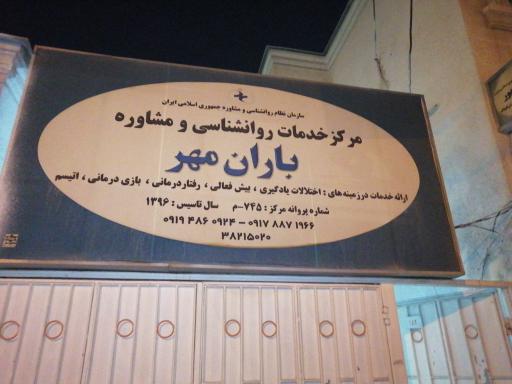 سازمان نظام روانشناسی و مشاوره جمهوری اسلامی ایران
مرکز خدمات روانشناسی و مشاوره
باران مهر
ارائه خدمات در زمینه های : اختلالات یادگیری ، بیش فعالی ، رفتاردرمانی ، بازی درمانی ، اتیسم
شماره پروانه مرکز : ۷۴۵-م سال تاسیس : ۱۳۹۶
۰۹۱۹ ۴۸۶ ۰۹۲۴ - ۰۹۱۷ ۸۸۷ ۱۹۶۶
۳۸۲۱۵۰۲۰